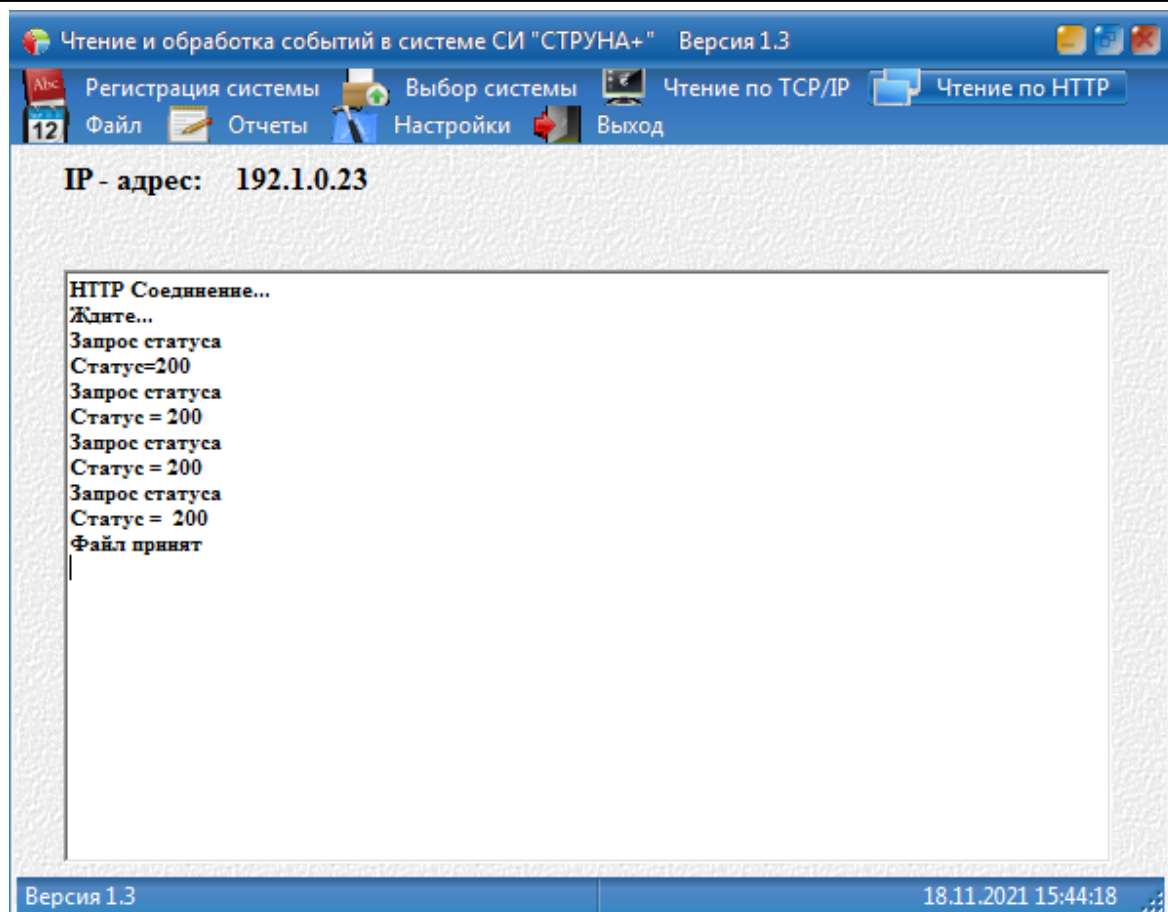 Чтение и обработка событий в системе СИ "СТРУНА+" Версия 1.3
Abc Регистрация системы Выбор системы Чтение по TCP/IP Чтение по HTTP
12 Файл Отчеты Настройки Выход
IP - адрес: 192.1.0.23
HTTP Соединение...
Ждите...
Запрос статуса
Статус=200
Запрос статуса
Статус = 200
Запрос статуса
Статус = 200
Запрос статуса
Статус = 200
Файл принят
Версия 1.3 18.11.2021 15:44:18